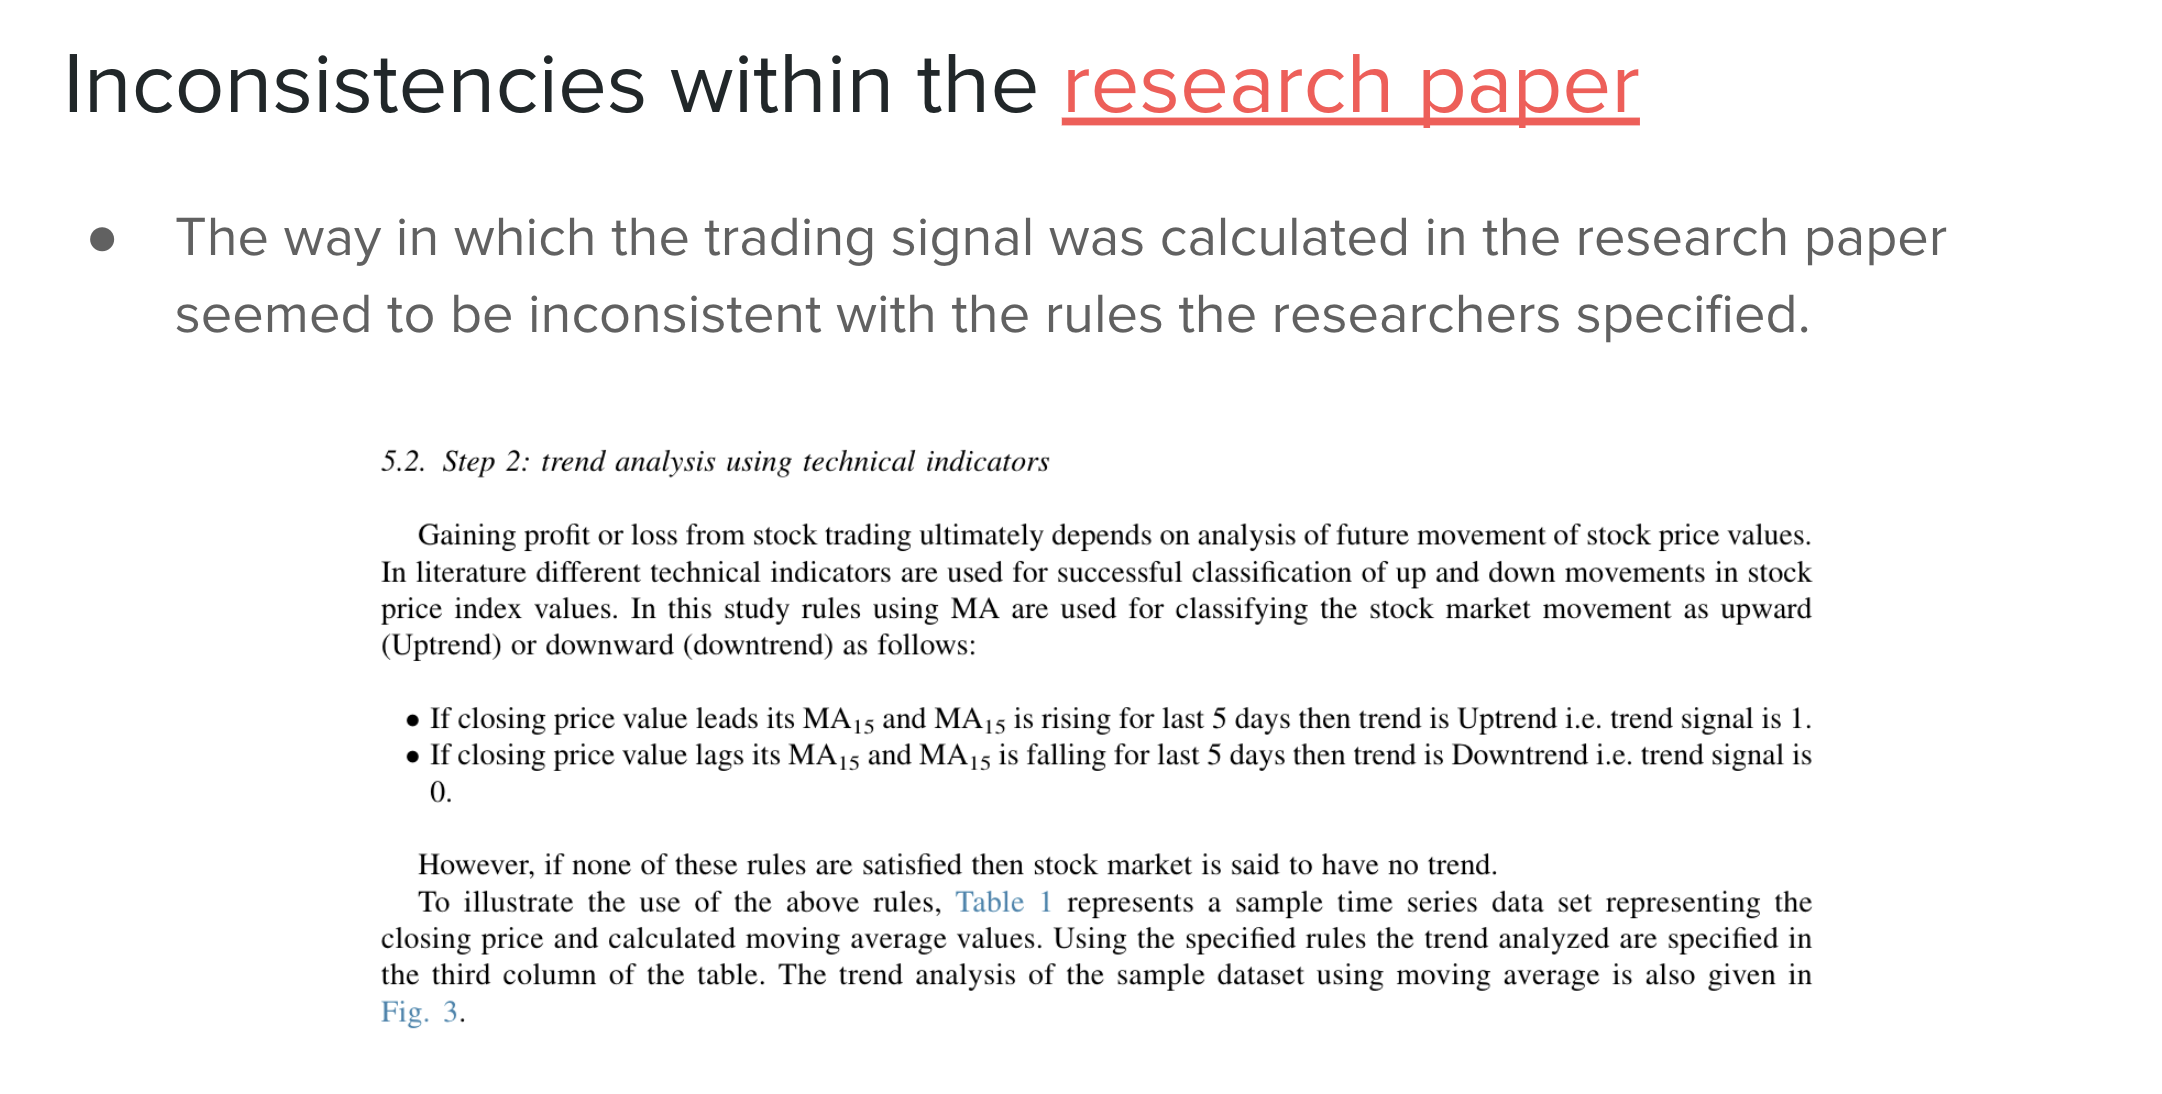 Inconsistencies within the research paper
● The way in which the trading signal was calculated in the research paper
seemed to be inconsistent with the rules the researchers specified.
5.2. Step 2: trend analysis using technical indicators
Gaining profit or loss from stock trading ultimately depends on analysis of future movement of stock price values.
In literature different technical indicators are used for successful classification of up and down movements in stock
price index values. In this study rules using MA are used for classifying the stock market movement as upward
(Uptrend) or downward (downtrend) as follows:
● If closing price value leads its MA₁₅ and MA₁₅ is rising for last 5 days then trend is Uptrend i.e. trend signal is 1.
● If closing price value lags its MA₁₅ and MA₁₅ is falling for last 5 days then trend is Downtrend i.e. trend signal is
0.
However, if none of these rules are satisfied then stock market is said to have no trend.
To illustrate the use of the above rules, Table 1 represents a sample time series data set representing the
closing price and calculated moving average values. Using the specified rules the trend analyzed are specified in
the third column of the table. The trend analysis of the sample dataset using moving average is also given in
Fig. 3.